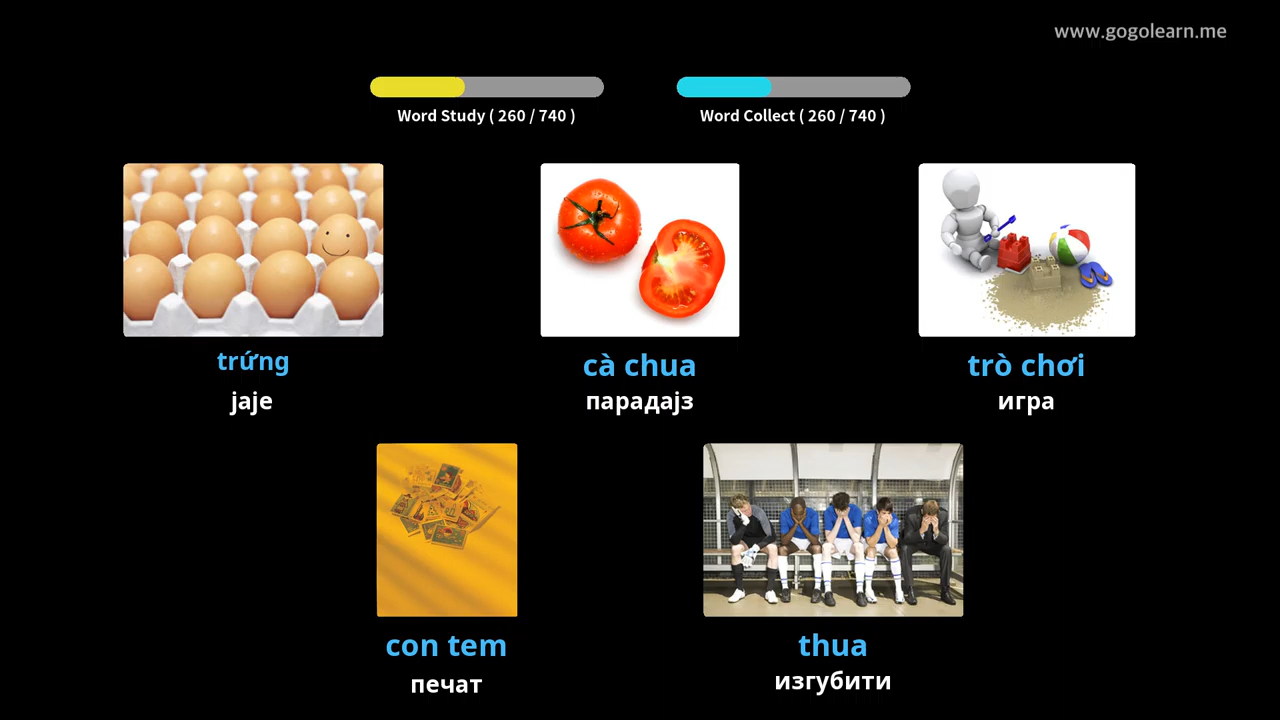 www.gogolearn.me
Word Study ( 260 / 740 )
Word Collect ( 260 / 740 )
trứng
јаје
cà chua
парадајз
trò chơi
игра
con tem
печат
thua
изгубити